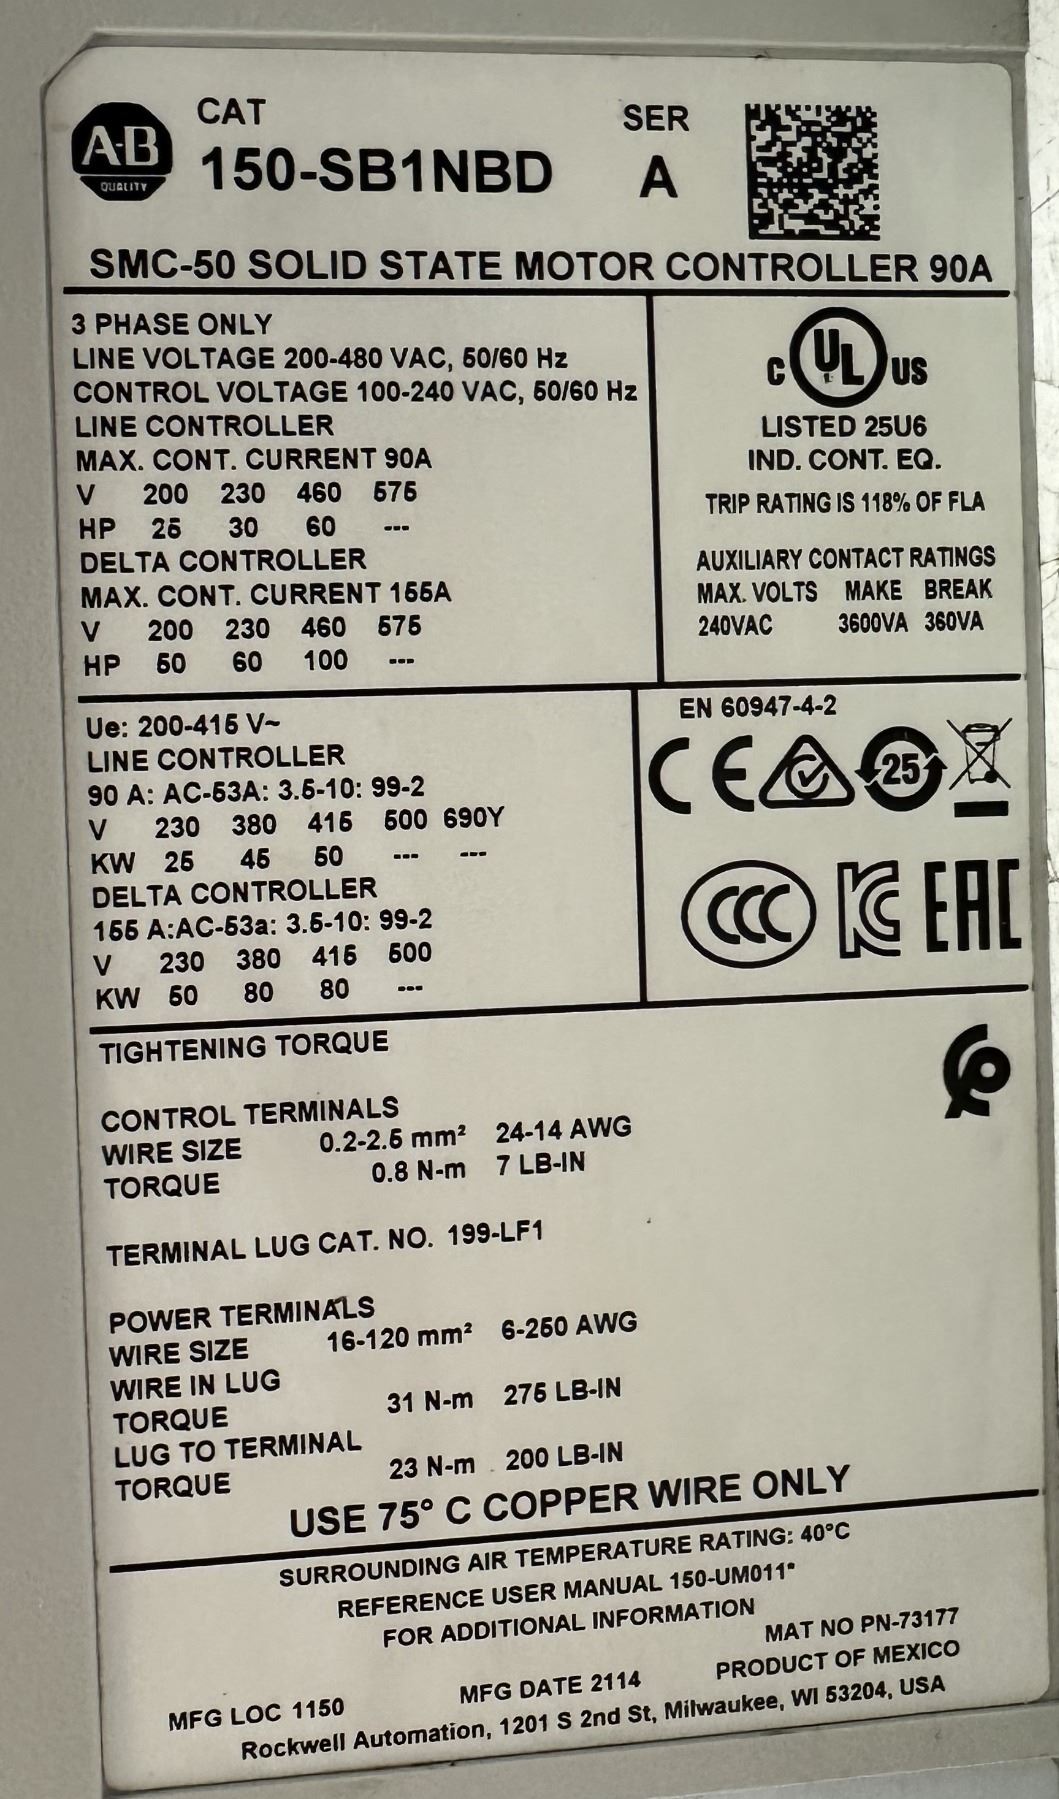 CAT
A-B
QUALITY
150-SB1NBD
SER
A
SMC-50 SOLID STATE MOTOR CONTROLLER 90A
3 PHASE ONLY
LINE VOLTAGE 200-480 VAC, 50/60 Hz
CONTROL VOLTAGE 100-240 VAC, 50/60 Hz
LINE CONTROLLER
MAX. CONT. CURRENT 90A
V 200 230 460 575
HP 25 30 60 ---
DELTA CONTROLLER
MAX. CONT. CURRENT 155A
V 200 230 460 575
HP 50 60 100 ---
C UL US
LISTED 25U6
IND. CONT. EQ.
TRIP RATING IS 118% OF FLA
AUXILIARY CONTACT RATINGS
MAX. VOLTS MAKE BREAK
240VAC 3600VA 360VA
Ue: 200-415 V~
LINE CONTROLLER
90 A: AC-53A: 3.5-10: 99-2
V 230 380 415 500 690Y
KW 25 45 50 --- ---
DELTA CONTROLLER
155 A:AC-53a: 3.5-10: 99-2
V 230 380 415 500
KW 50 80 80 ---
EN 60947-4-2
CE 25
CCC KC EAC
TIGHTENING TORQUE
CONTROL TERMINALS
WIRE SIZE 0.2-2.5 mm² 24-14 AWG
TORQUE 0.8 N-m 7 LB-IN
TERMINAL LUG CAT. NO. 199-LF1
POWER TERMINALS
WIRE SIZE 16-120 mm² 6-250 AWG
WIRE IN LUG
TORQUE 31 N-m 275 LB-IN
LUG TO TERMINAL
TORQUE 23 N-m 200 LB-IN
USE 75° C COPPER WIRE ONLY
SURROUNDING AIR TEMPERATURE RATING: 40°C
REFERENCE USER MANUAL 150-UM011*
FOR ADDITIONAL INFORMATION
MAT NO PN-73177
MFG LOC 1150 MFG DATE 2114 PRODUCT OF MEXICO
Rockwell Automation, 1201 S 2nd St, Milwaukee, WI 53204, USA